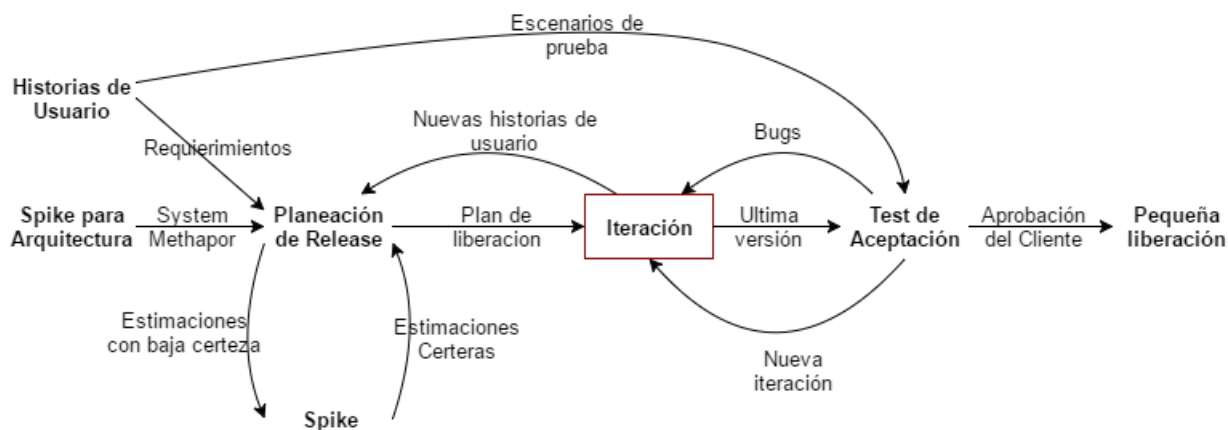 Escenarios de
prueba
Historias de
Usuario
Nuevas historias de
usuario
Bugs
Requierimientos
Spike para
Arquitectura
System
Methapor
Planeación
de Release
Plan de
liberacion
Iteración
Ultima
versión
Test de
Aceptación
Aprobación
del Cliente
Pequeña
liberación
Estimaciones
con baja certeza
Estimaciones
Certeras
Nueva
iteración
Spike